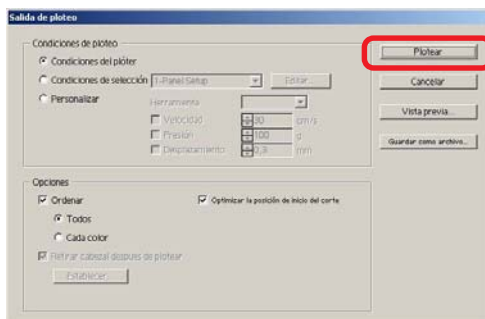 Salida de ploteo
Condiciones de ploteo
Condiciones del plóter
Condiciones de selección 1-Panel Setup Editar...
Personalizar Herramienta
Velocidad 30 cm/s
Presión 100 g
Desplazamiento 0,3 mm
Plotear
Cancelar
Vista previa...
Guardar como archivo...
Opciones
Ordenar
Optimizar la posición de inicio del corte
Todos
Cada color
Retirar cabezal después de plotear
Establecer...